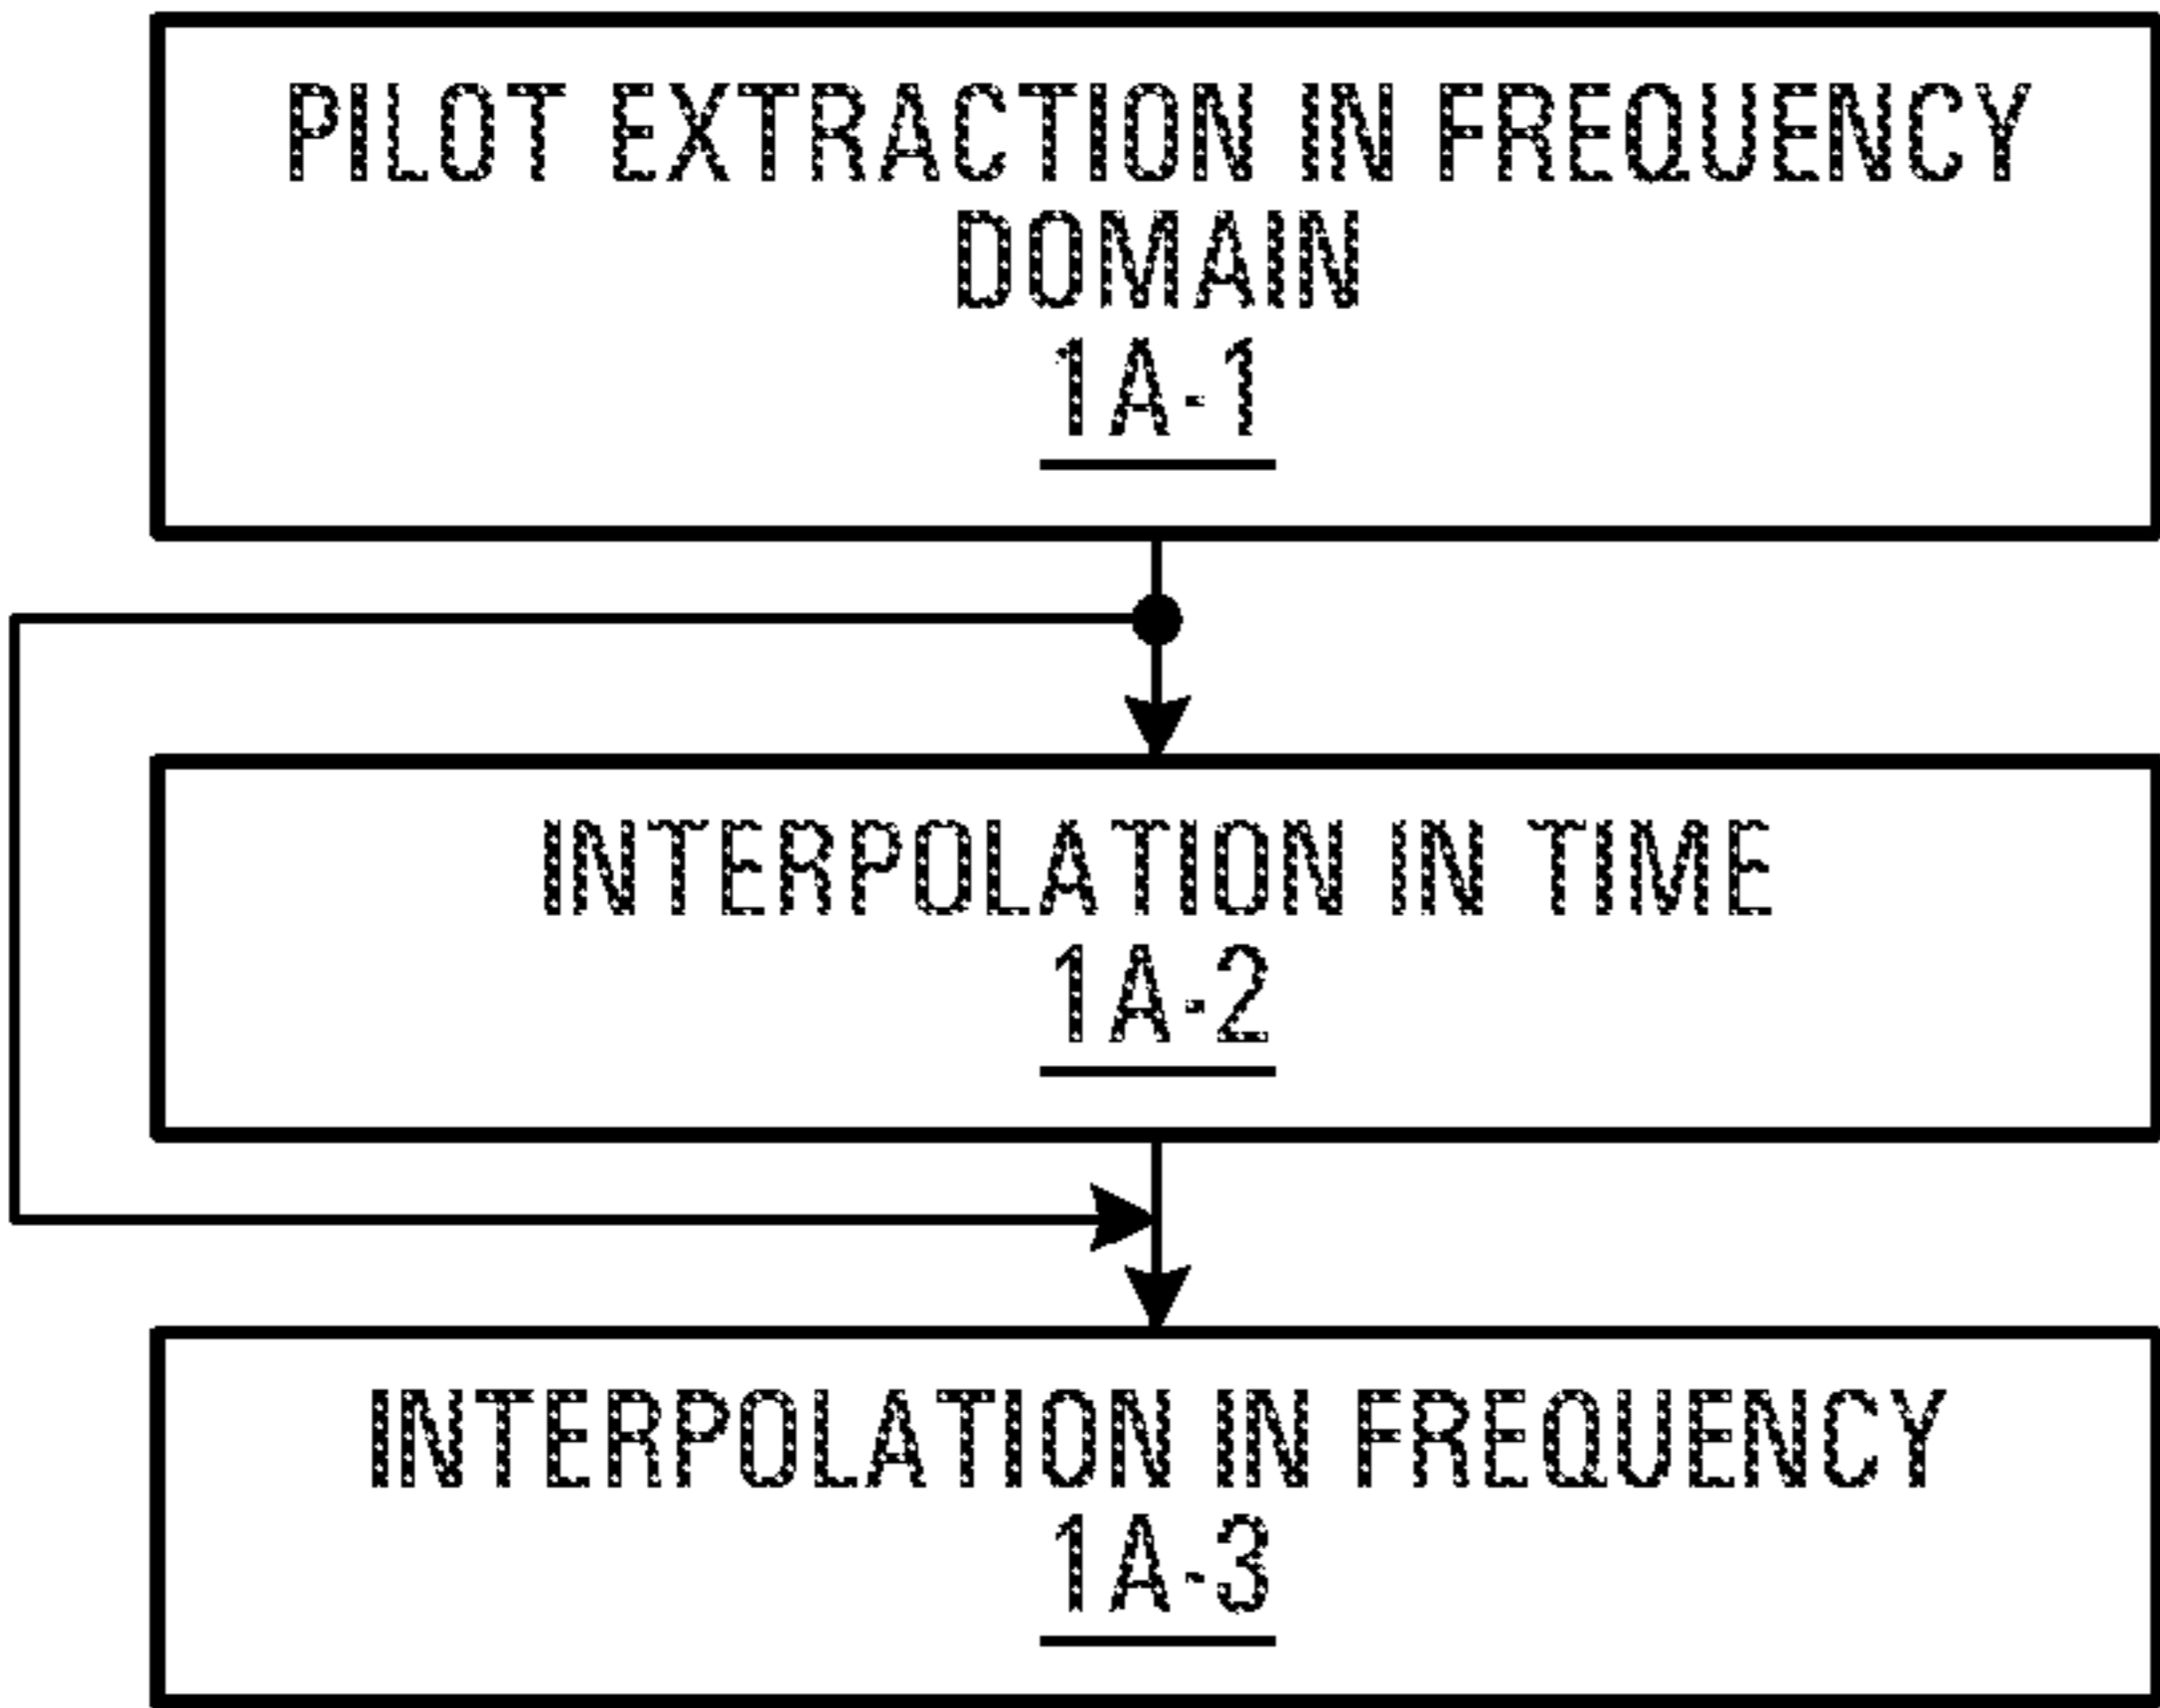 PILOT EXTRACTION IN FREQUENCY
DOMAIN
1A-1
INTERPOLATION IN TIME
1A-2
INTERPOLATION IN FREQUENCY
1A-3